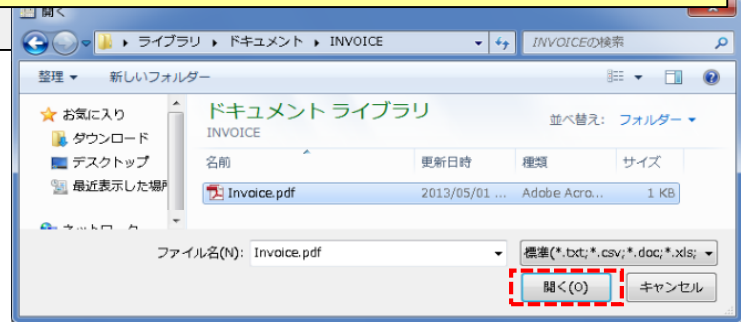 開く
ライブラリ ▸ ドキュメント ▸ INVOICE
INVOICEの検索
整理 ▼ 新しいフォルダー
お気に入り
ダウンロード
デスクトップ
最近表示した場所
ドキュメント ライブラリ
INVOICE
並べ替え: フォルダー ▼
名前 更新日時 種類 サイズ
Invoice.pdf 2013/05/01 ... Adobe Acro... 1 KB
ファイル名(N): Invoice.pdf
標準(*.txt;*.csv;*.doc;*.xls;
開く(O) キャンセル